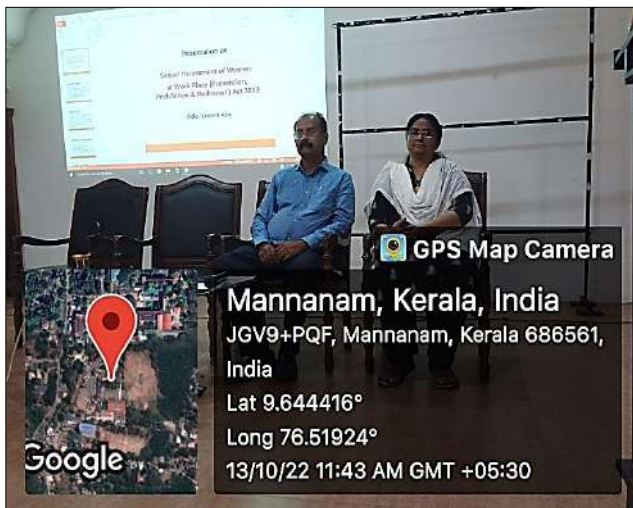 Presentation on
Sexual Harassment of Women
at Work Place (Prevention,
Prohibition & Redressal) Act 2013
GPS Map Camera
Mannanam, Kerala, India
JGV9+PQF, Mannanam, Kerala 686561,
India
Lat 9.644416°
Long 76.51924°
13/10/22 11:43 AM GMT +05:30
Google